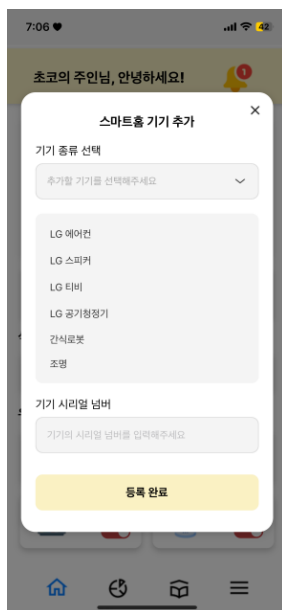 7:06
42
초코의 주인님, 안녕하세요!
1
스마트홈 기기 추가
기기 종류 선택
추가할 기기를 선택해주세요
LG 에어컨
LG 스피커
LG 티비
LG 공기청정기
간식로봇
조명
기기 시리얼 넘버
기기의 시리얼 넘버를 입력해주세요
등록 완료